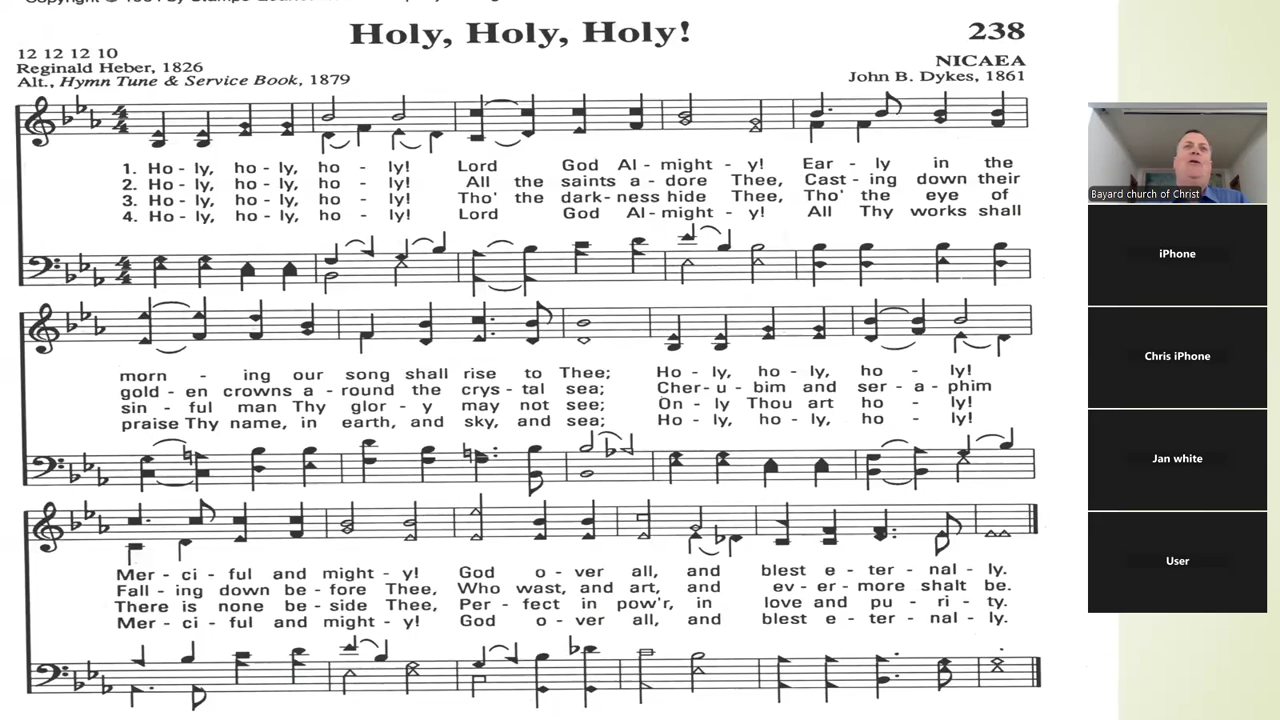 Holy, Holy, Holy!
238
12 12 12 10
Reginald Heber, 1826
Alt., Hymn Tune & Service Book, 1879
NICAEA
John B. Dykes, 1861
1. Ho - ly, ho - ly, ho - ly! Lord God Al - might - y! Ear - ly in the
2. Ho - ly, ho - ly, ho - ly! All the saints a - dore Thee, Cast - ing down their
3. Ho - ly, ho - ly, ho - ly! Tho' the dark - ness hide Thee, Tho' the eye of
4. Ho - ly, ho - ly, ho - ly! Lord God Al - might - y! All Thy works shall
morn - ing our song shall rise to Thee; Ho - ly, ho - ly, ho - ly!
gold - en crowns a - round the crys - tal sea; Cher - u - bim and ser - a - phim
sin - ful man Thy glor - y may not see; On - ly Thou art ho - ly!
praise Thy name, in earth, and sky, and sea; Ho - ly, ho - ly, ho - ly!
Mer - ci - ful and might - y! God o - ver all, and blest e - ter - nal - ly.
Fall - ing down be - fore Thee, Who wast, and art, and ev - er - more shalt be.
There is none be - side Thee, Per - fect in pow'r, in love and pu - ri - ty.
Mer - ci - ful and might - y! God o - ver all, and blest e - ter - nal - ly.
Bayard church of Christ
iPhone
Chris iPhone
Jan white
User